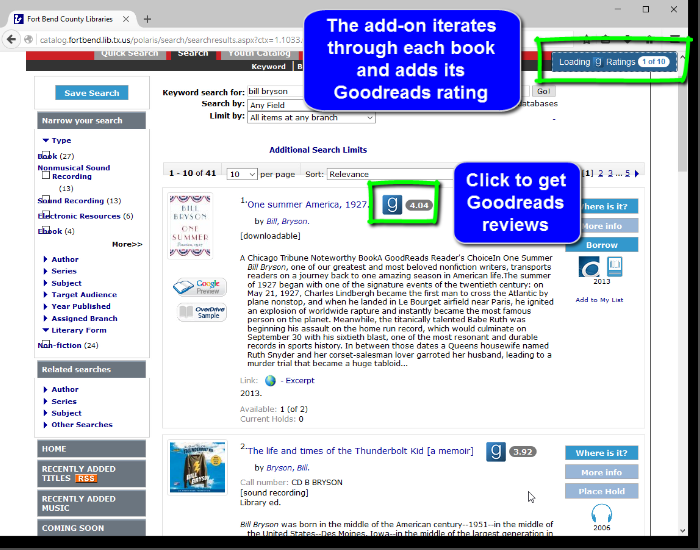 Fort Bend County Libraries
catalog.fortbend.lib.tx.us/polaris/search/searchresults.aspx?ctx=1.1033.
The add-on iterates
through each book
and adds its
Goodreads rating
Loading g Ratings 1 of 10
Quick Search Search Youth Catalog
Keyword
Save Search
Keyword search for: bill bryson Go!
Search by: Any Field databases
Limit by: All items at any branch
Additional Search Limits
Narrow your search
Type
Book (27)
Nonmusical Sound
Recording
(13)
Sound Recording (13)
Electronic Resources (6)
Ebook (4)
More>>
Author
Series
Subject
Target Audience
Year Published
Assigned Branch
Literary Form
Non-fiction (24)
Related searches
Author
Series
Subject
Other Searches
HOME
RECENTLY ADDED
TITLES RSS
RECENTLY ADDED
MUSIC
COMING SOON
1 - 10 of 41 10 per page Sort: Relevance [1] 2 3 ... 5
Click to get
Goodreads
reviews
BILL
BRYSON
ONE
SUMMER
Google
Preview
OverDrive
Sample
1. One summer America, 1927. g 4.04
by Bill, Bryson.
[downloadable]
A Chicago Tribune Noteworthy BookA GoodReads Reader's ChoiceIn One Summer
Bill Bryson, one of our greatest and most beloved nonfiction writers, transports
readers on a journey back to one amazing season in American life.The summer
of 1927 began with one of the signature events of the twentieth century: on
May 21, 1927, Charles Lindbergh became the first man to cross the Atlantic by
plane nonstop, and when he landed in Le Bourget airfield near Paris, he ignited
an explosion of worldwide rapture and instantly became the most famous
person on the planet. Meanwhile, the titanically talented Babe Ruth was
beginning his assault on the home run record, which would culminate on
September 30 with his sixtieth blast, one of the most resonant and durable
records in sports history. In between those dates a Queens housewife named
Ruth Snyder and her corset-salesman lover garroted her husband, leading to a
murder trial that became a huge tabloid...
Link: - Excerpt
2013.
Available: 1 (of 2)
Current Holds: 0
Where is it?
More info
Borrow
2013
Add to My List
2. The life and times of the Thunderbolt Kid [a memoir] g 3.92
by Bryson, Bill.
Call number: CD B BRYSON
[sound recording]
Library ed.
Bill Bryson was born in the middle of the American century--1951--in the middle of
the United States--Des Moines, Iowa--in the middle of the largest generation in
Where is it?
More info
Place Hold
2006